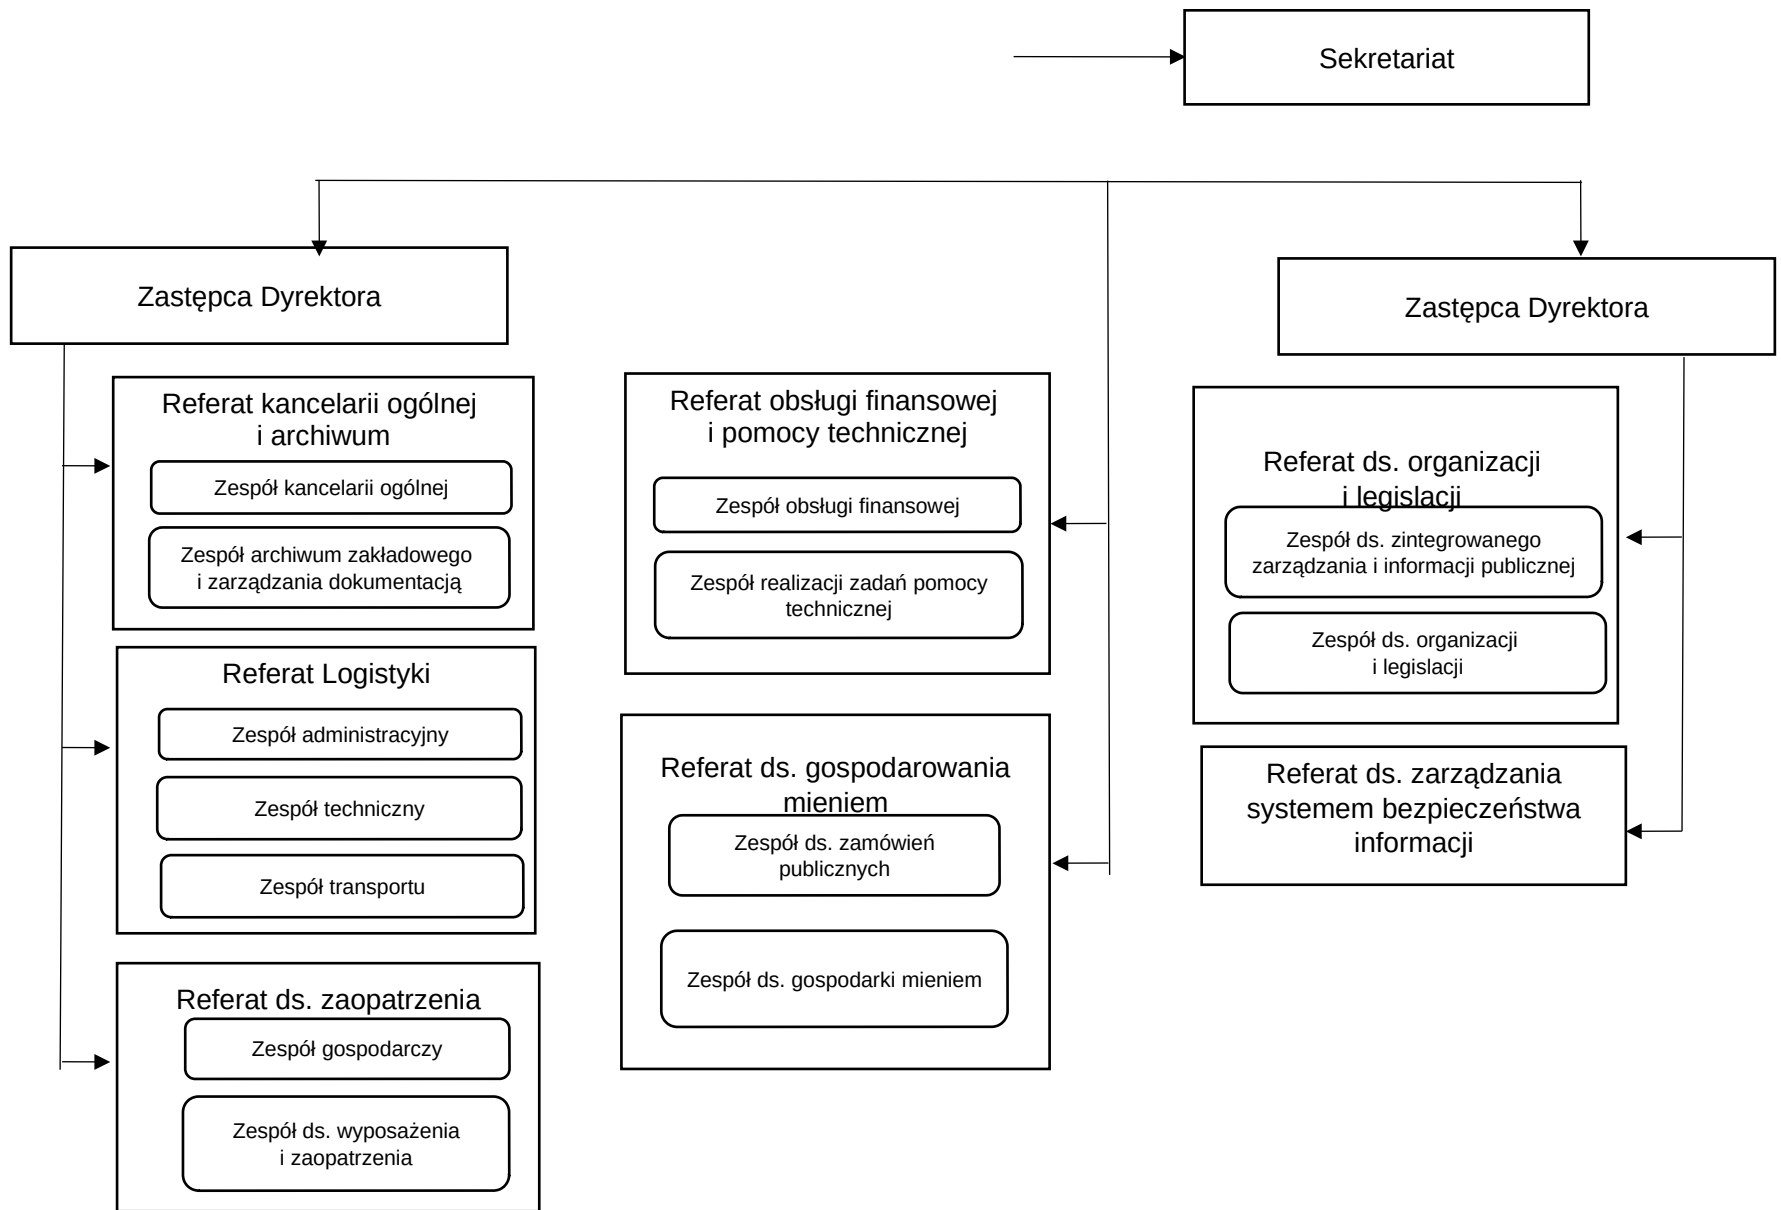 Sekretariat
Zastępca Dyrektora
Referat kancelarii ogólnej
i archiwum
Zespół kancelarii ogólnej
Zespół archiwum zakładowego
i zarządzania dokumentacją
Referat Logistyki
Zespół administracyjny
Zespół techniczny
Zespół transportu
Referat ds. zaopatrzenia
Zespół gospodarczy
Zespół ds. wyposażenia
i zaopatrzenia
Referat obsługi finansowej
i pomocy technicznej
Zespół obsługi finansowej
Zespół realizacji zadań pomocy
technicznej
Referat ds. gospodarowania
mieniem
Zespół ds. zamówień
publicznych
Zespół ds. gospodarki mieniem
Zastępca Dyrektora
Referat ds. organizacji
i legislacji
Zespół ds. zintegrowanego
zarządzania i informacji publicznej
Zespół ds. organizacji
i legislacji
Referat ds. zarządzania
systemem bezpieczeństwa
informacji